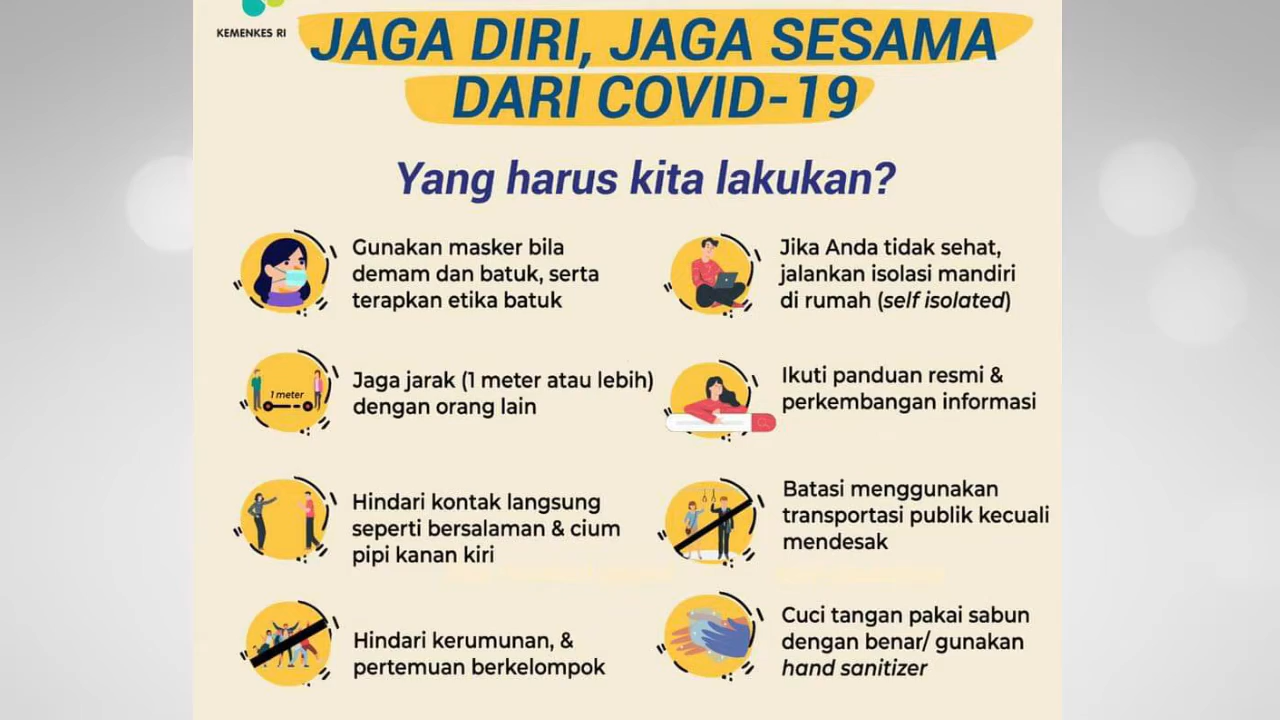 KEMENKES RI
JAGA DIRI, JAGA SESAMA
DARI COVID-19
Yang harus kita lakukan?
Gunakan masker bila
demam dan batuk, serta
terapkan etika batuk
Jika Anda tidak sehat,
jalankan isolasi mandiri
di rumah (self isolated)
1 meter
Jaga jarak (1 meter atau lebih)
dengan orang lain
Ikuti panduan resmi &
perkembangan informasi
Hindari kontak langsung
seperti bersalaman & cium
pipi kanan kiri
Batasi menggunakan
transportasi publik kecuali
mendesak
Hindari kerumunan, &
pertemuan berkelompok
Cuci tangan pakai sabun
dengan benar/ gunakan
hand sanitizer